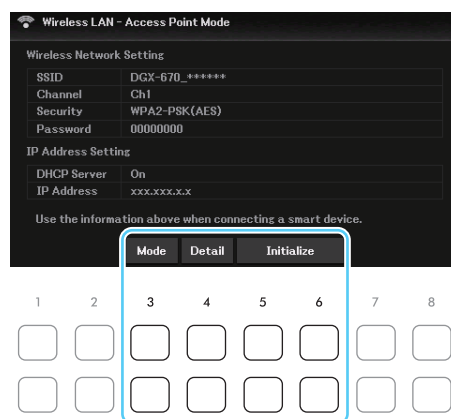 Wireless LAN - Access Point Mode
Wireless Network Setting
SSID DGX-670_******
Channel Ch1
Security WPA2-PSK(AES)
Password 00000000
IP Address Setting
DHCP Server On
IP Address xxx.xxx.x.x
Use the information above when connecting a smart device.
Mode Detail Initialize
1 2 3 4 5 6 7 8